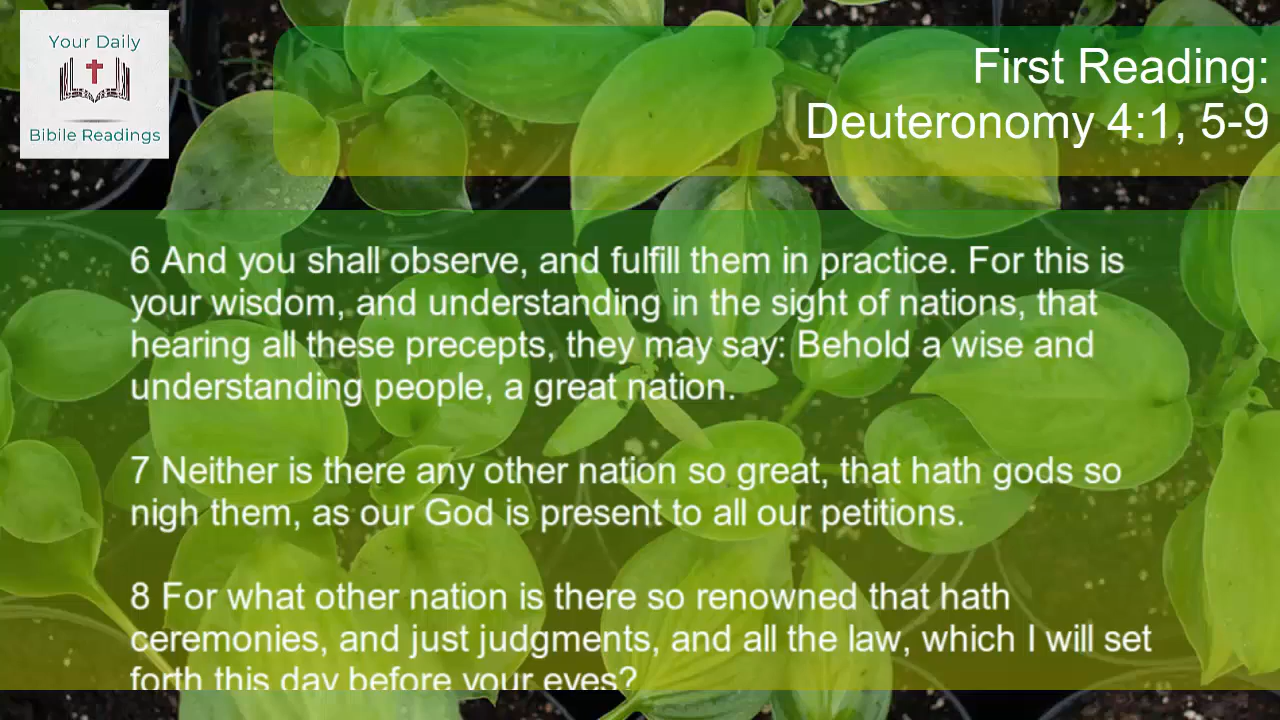 Your Daily
Bibile Readings
First Reading:
Deuteronomy 4:1, 5-9
6 And you shall observe, and fulfill them in practice. For this is
your wisdom, and understanding in the sight of nations, that
hearing all these precepts, they may say: Behold a wise and
understanding people, a great nation.
7 Neither is there any other nation so great, that hath gods so
nigh them, as our God is present to all our petitions.
8 For what other nation is there so renowned that hath
ceremonies, and just judgments, and all the law, which I will set
forth this day before your eyes?